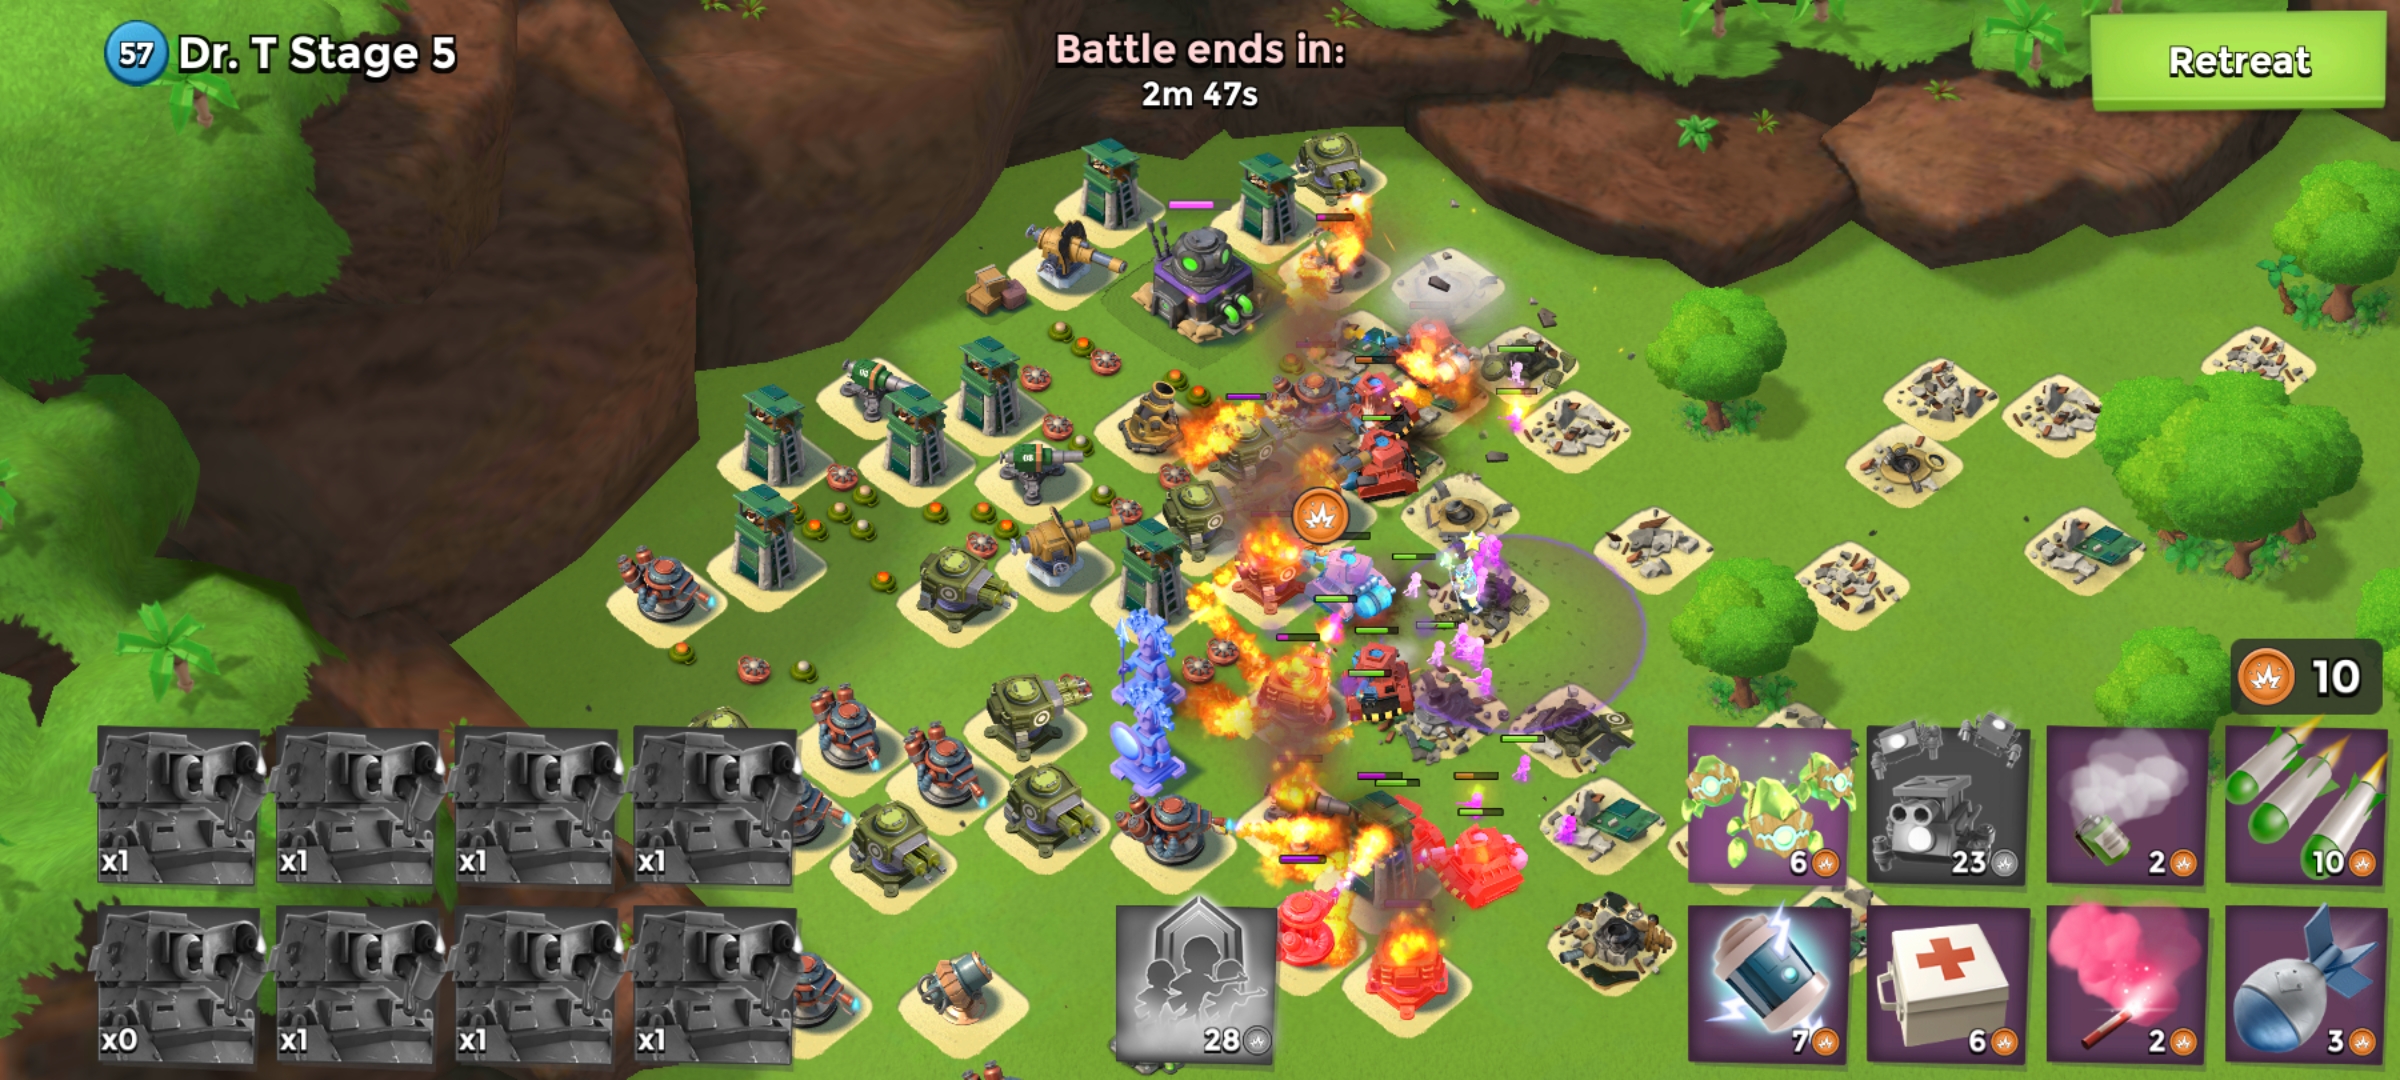 57 Dr. T Stage 5
Battle ends in:
2m 47s
Retreat
10
x1
x1
x1
x1
6
23
2
10
x0
x1
x1
x1
28
7
6
2
3